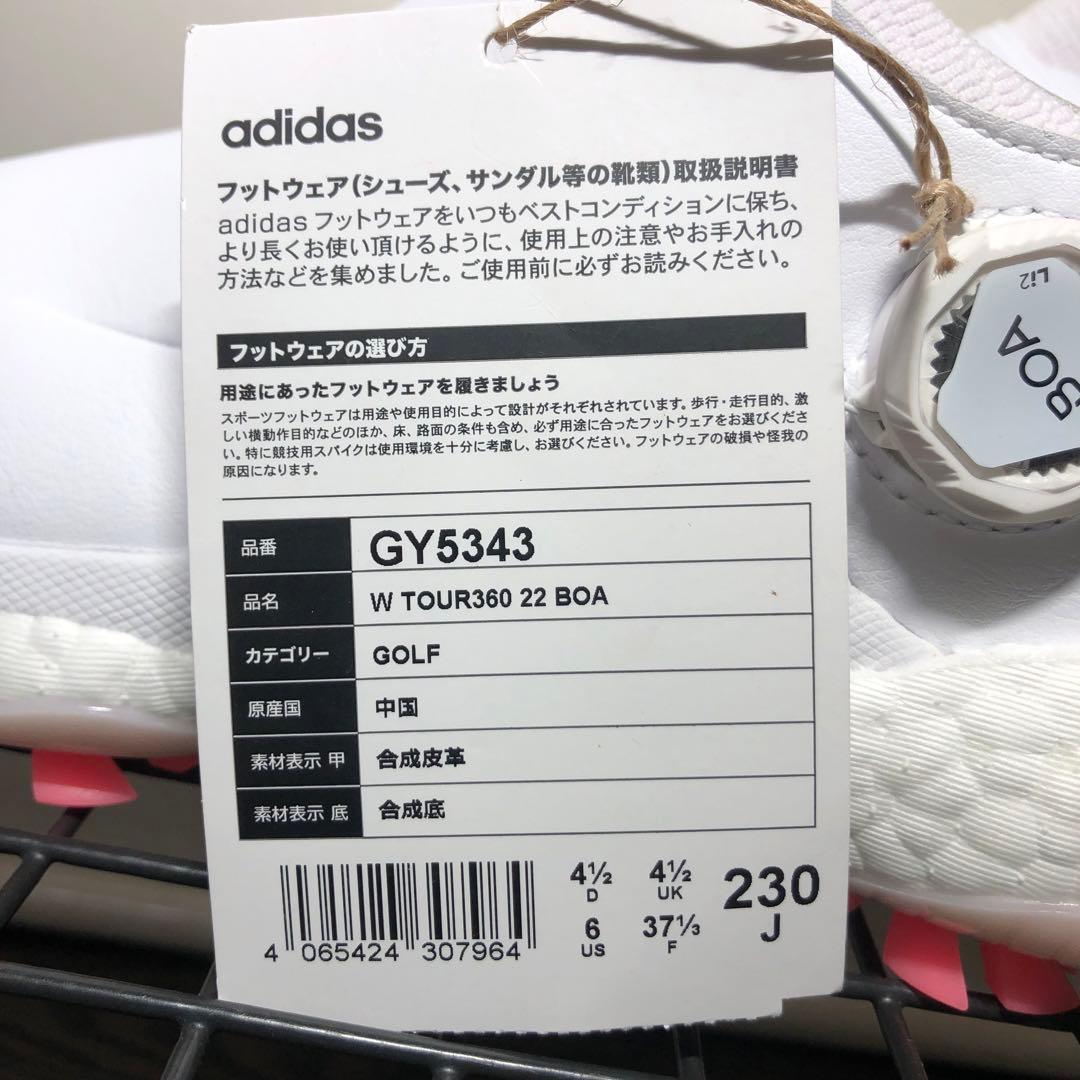 adidas
フットウェア(シューズ、サンダル等の靴類)取扱説明書
adidas フットウェアをいつもベストコンディションに保ち、
より長くお使い頂けるように、使用上の注意やお手入れの
方法などを集めました。ご使用前に必ずお読みください。
フットウェアの選び方
用途にあったフットウェアを履きましょう
スポーツフットウェアは用途や使用目的によって設計がそれぞれされています。歩行・走行目的、激
しい横動作目的などのほか、床、路面の条件も含め、必ず用途に合ったフットウェアをお選びくださ
い。特に競技用スパイクは使用環境を十分に考慮し、お選びください。フットウェアの破損や怪我の
原因になります。
品番 GY5343
品名 W TOUR360 22 BOA
カテゴリー GOLF
原産国 中国
素材表示 甲 合成皮革
素材表示 底 合成底
4 065424 307964
4½ D
4½ UK
230 J
6 US
37⅓ F
Li2
BOA